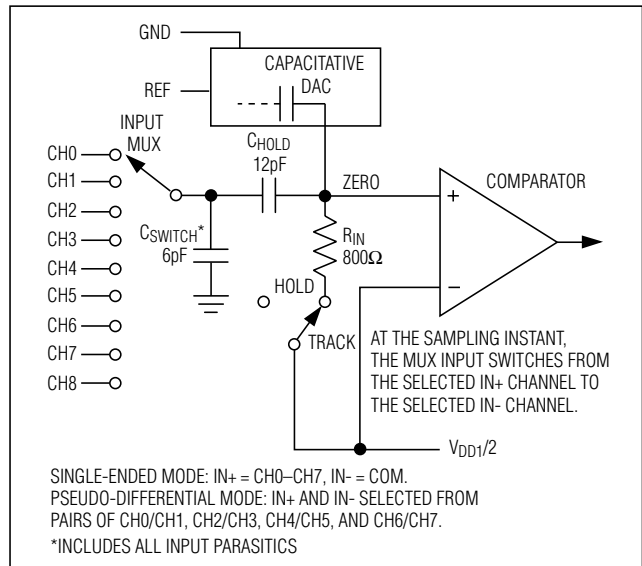 GND
CAPACITATIVE
DAC
REF
INPUT
MUX
CHOLD
12pF
ZERO
COMPARATOR
CH0
CH1
CH2
CH3
CH4
CH5
CH6
CH7
CH8
CSWITCH*
6pF
RIN
800Ω
+
−
HOLD
TRACK
AT THE SAMPLING INSTANT,
THE MUX INPUT SWITCHES FROM
THE SELECTED IN+ CHANNEL TO
THE SELECTED IN- CHANNEL.
VDD1/2
SINGLE-ENDED MODE: IN+ = CH0–CH7, IN- = COM.
PSEUDO-DIFFERENTIAL MODE: IN+ AND IN- SELECTED FROM
PAIRS OF CH0/CH1, CH2/CH3, CH4/CH5, AND CH6/CH7.
*INCLUDES ALL INPUT PARASITICS